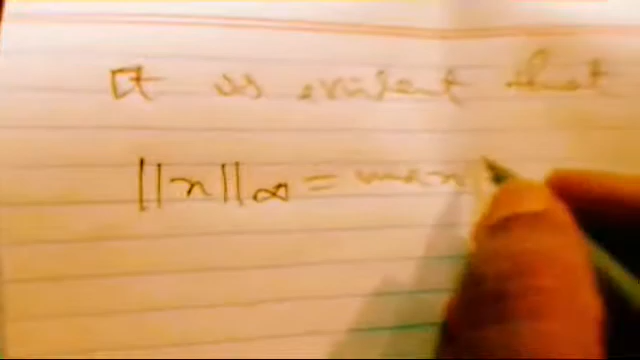 It is evident that
||x||∞ = max |